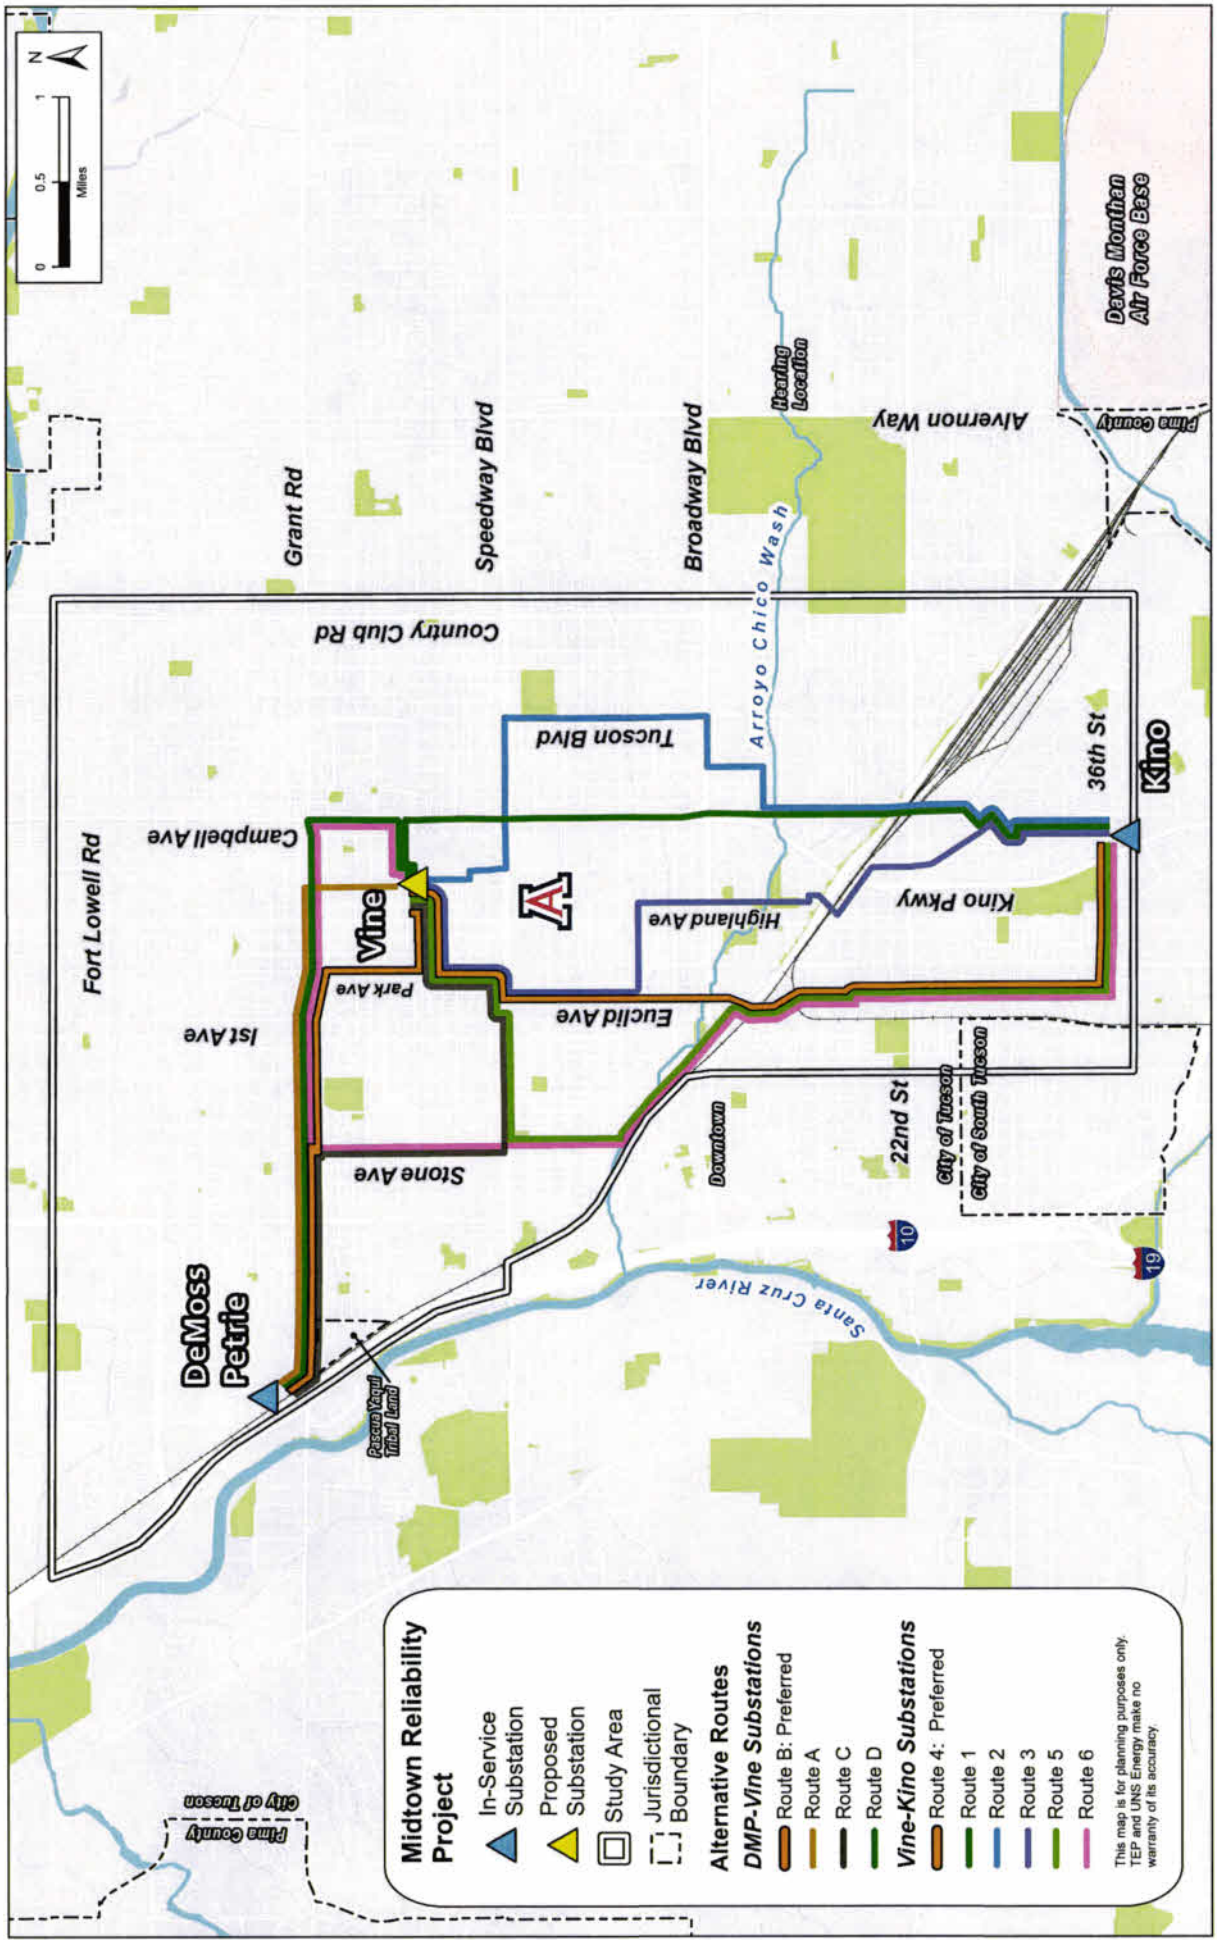 Midtown Reliability
Project
In-Service
Substation
Proposed
Substation
Study Area
Jurisdictional
Boundary
Alternative Routes
DMP-Vine Substations
Route B: Preferred
Route A
Route C
Route D
Vine-Kino Substations
Route 4: Preferred
Route 1
Route 2
Route 3
Route 5
Route 6
This map is for planning purposes only.
TEP and UNS Energy make no
warranty of its accuracy.
City of Tucson
Pima County
DeMoss
Petrie
Pascua Yaqui
Tribal Land
Santa Cruz River
10
19
Fort Lowell Rd
1st Ave
Stone Ave
Campbell Ave
Vine
Park Ave
Euclid Ave
Downtown
22nd St
City of Tucson
City of South Tucson
A
Highland Ave
Kino Pkwy
Tucson Blvd
Arroyo Chico Wash
36th St
Kino
Country Club Rd
Grant Rd
Speedway Blvd
Broadway Blvd
Hearing
Location
Alvernon Way
Pima County
Davis Monthan
Air Force Base
0 0.5 1
Miles
N